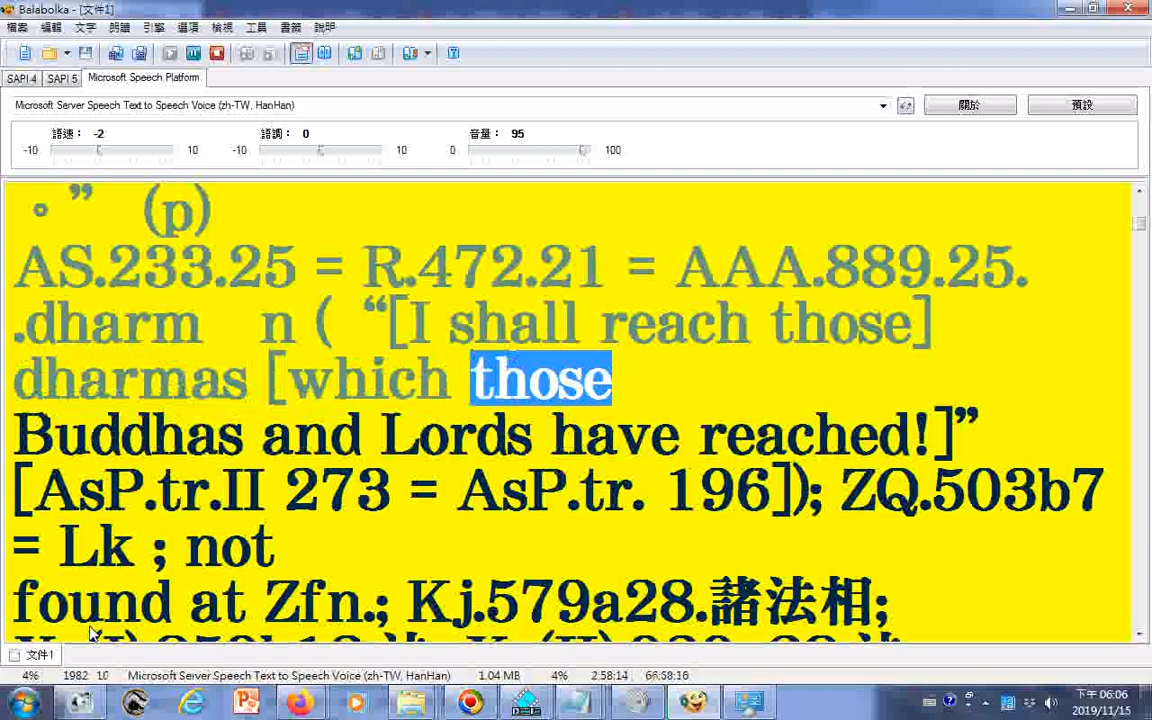 Balabolka - [文件1]
檔案 編輯 文字 朗讀 引擎 選項 檢視 工具 書籤 說明
SAPI 4 SAPI 5 Microsoft Speech Platform
Microsoft Server Speech Text to Speech Voice (zh-TW, HanHan) 關於 預設
語速： -2 語調： 0 音量： 95
-10 10 -10 10 0 100
。” (p)
AS.233.25 = R.472.21 = AAA.889.25.
.dharm n ( “[I shall reach those]
dharmas [which those
Buddhas and Lords have reached!]”
[AsP.tr.II 273 = AsP.tr. 196]); ZQ.503b7
= Lk ; not
found at Zfn.; Kj.579a28.諸法相;
文件1
4% 1982 : 10 Microsoft Server Speech Text to Speech Voice (zh-TW, HanHan) 1.04 MB 4% 2:58:14 66:58:16
下午 06:06
2019/11/15